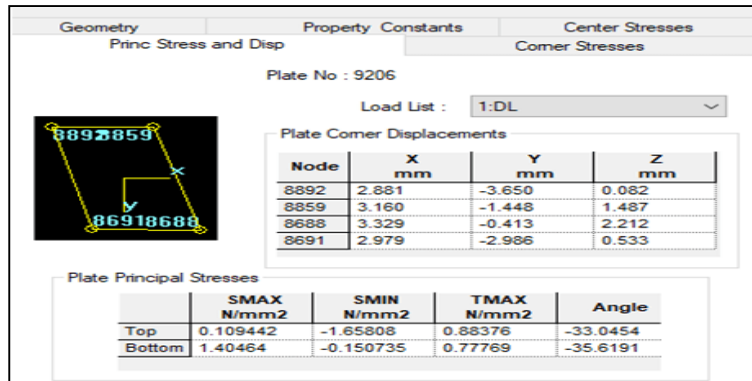 Geometry Property Constants Center Stresses
Princ Stress and Disp Corner Stresses
Plate No : 9206
Load List : 1:DL
8892 8859
x
y
8691 8688
Plate Corner Displacements
Node X mm Y mm Z mm
8892 2.881 -3.650 0.082
8859 3.160 -1.448 1.487
8688 3.329 -0.413 2.212
8691 2.979 -2.986 0.533
Plate Principal Stresses
SMAX N/mm2 SMIN N/mm2 TMAX N/mm2 Angle
Top 0.109442 -1.65808 0.88376 -33.0454
Bottom 1.40464 -0.150735 0.77769 -35.6191